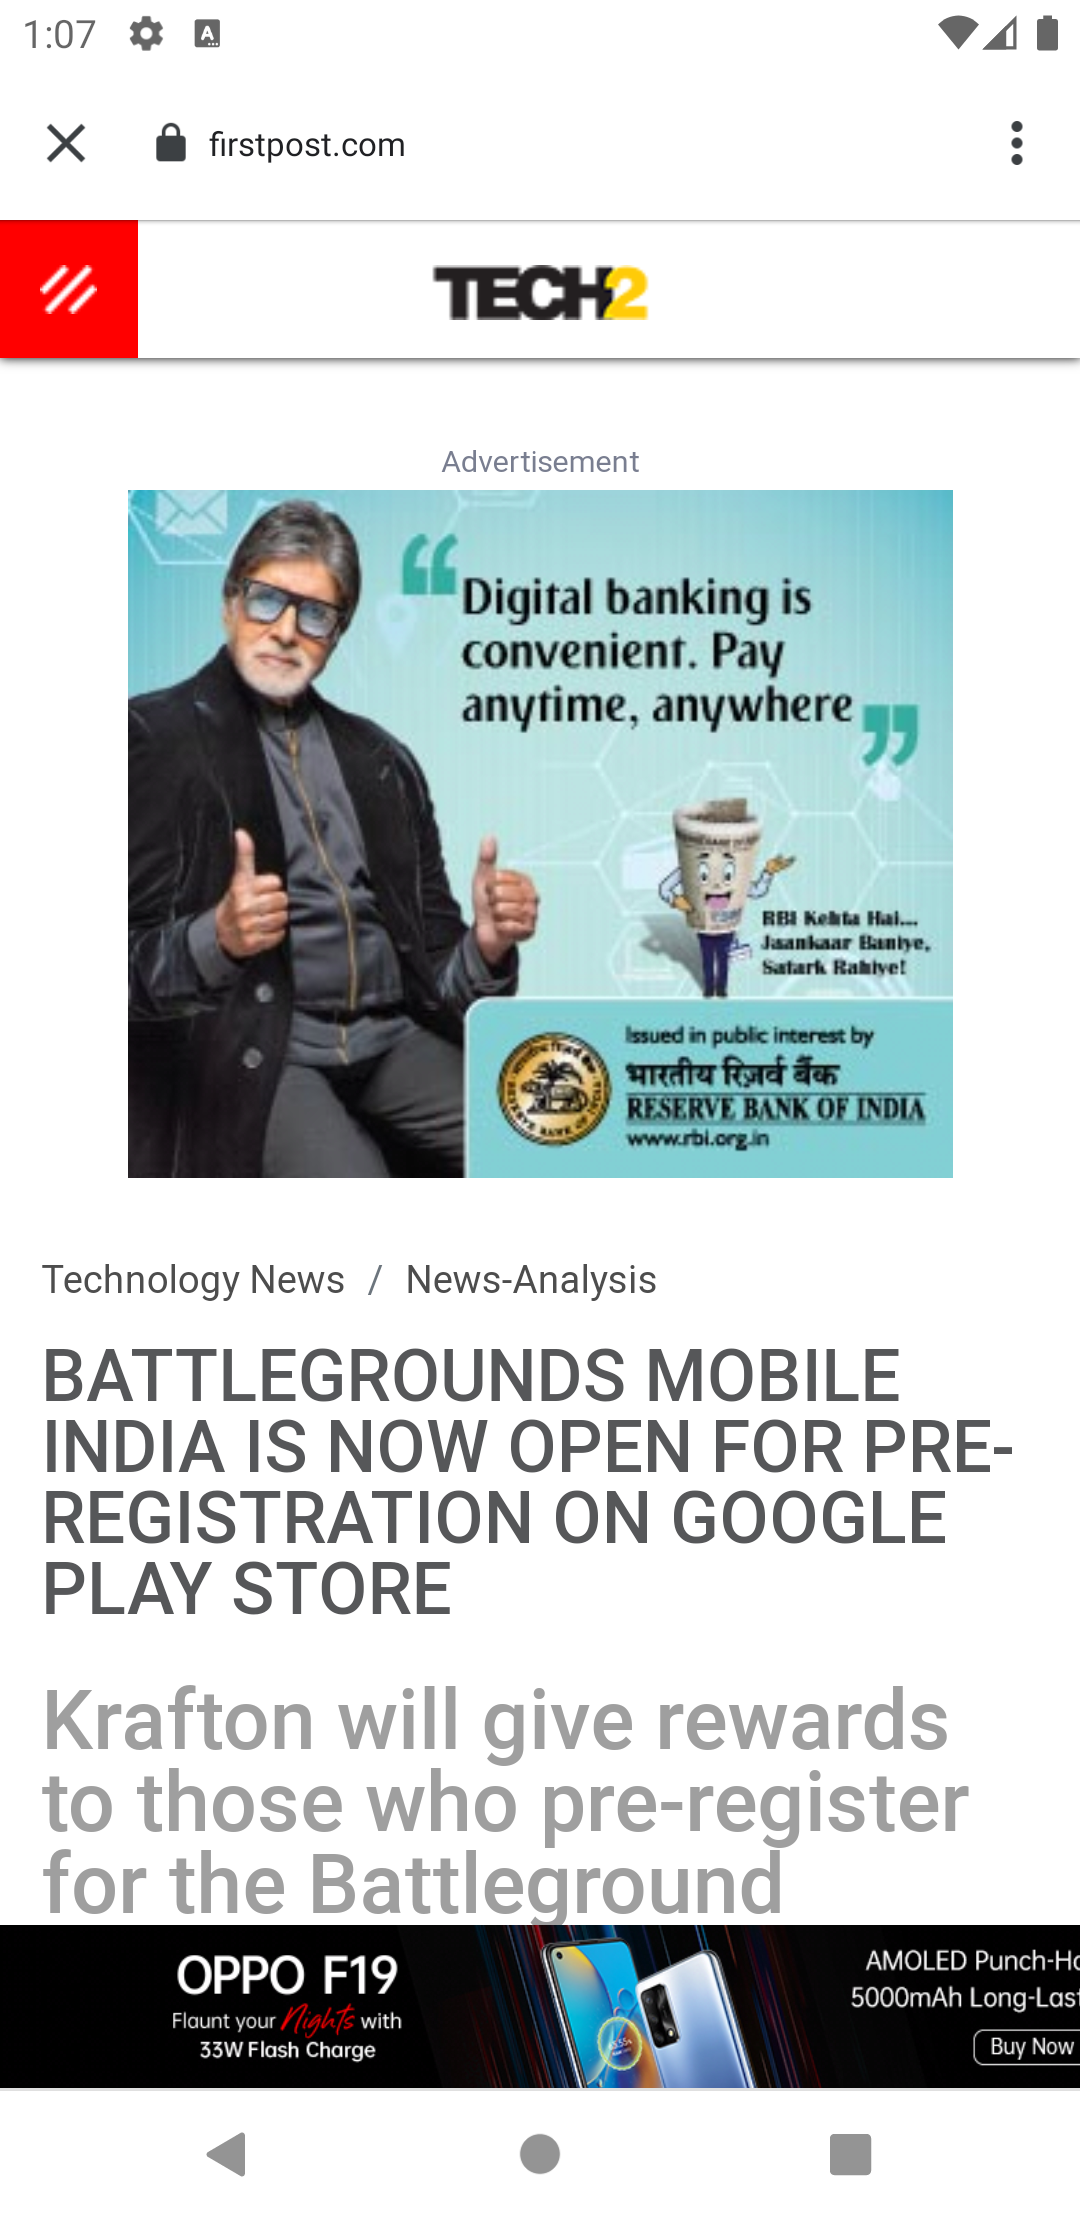 1:07
firstpost.com
TECH2
Advertisement
“Digital banking is
convenient. Pay
anytime, anywhere”
RBI Kehta Hai...
Jaankaar Baniye,
Satark Rahiye!
Issued in public interest by
भारतीय रिज़र्व बैंक
RESERVE BANK OF INDIA
www.rbi.org.in
Technology News / News-Analysis
BATTLEGROUNDS MOBILE
INDIA IS NOW OPEN FOR PRE-
REGISTRATION ON GOOGLE
PLAY STORE
Krafton will give rewards
to those who pre-register
for the Battleground
OPPO F19
Flaunt your Nights with
33W Flash Charge
AMOLED Punch-Ho
5000mAh Long-Last
Buy Now